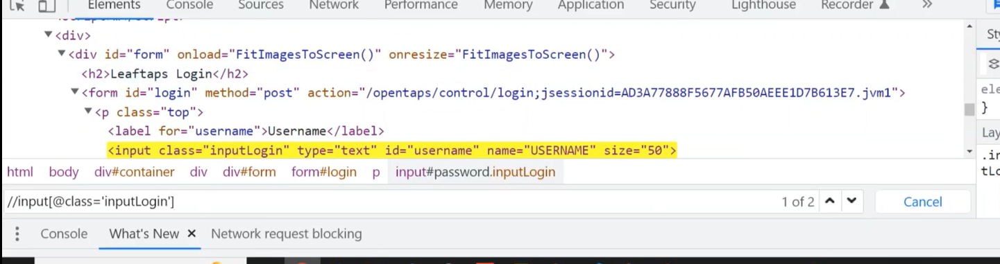 Elements Console Sources Network Performance Memory Application Security Lighthouse Recorder
<div>
<div id="form" onload="FitImagesToScreen()" onresize="FitImagesToScreen()">
<h2>Leaftaps Login</h2>
<form id="login" method="post" action="/opentaps/control/login;jsessionid=AD3A77888F5677AFB50AEEE1D7B613E7.jvm1">
<p class="top">
<label for="username">Username</label>
<input class="inputLogin" type="text" id="username" name="USERNAME" size="50">
html body div#container div div#form form#login p input#password.inputLogin
//input[@class='inputLogin'] 1 of 2 Cancel
Console What's New × Network request blocking
Sty
ele
}
Lay
.in
tLo